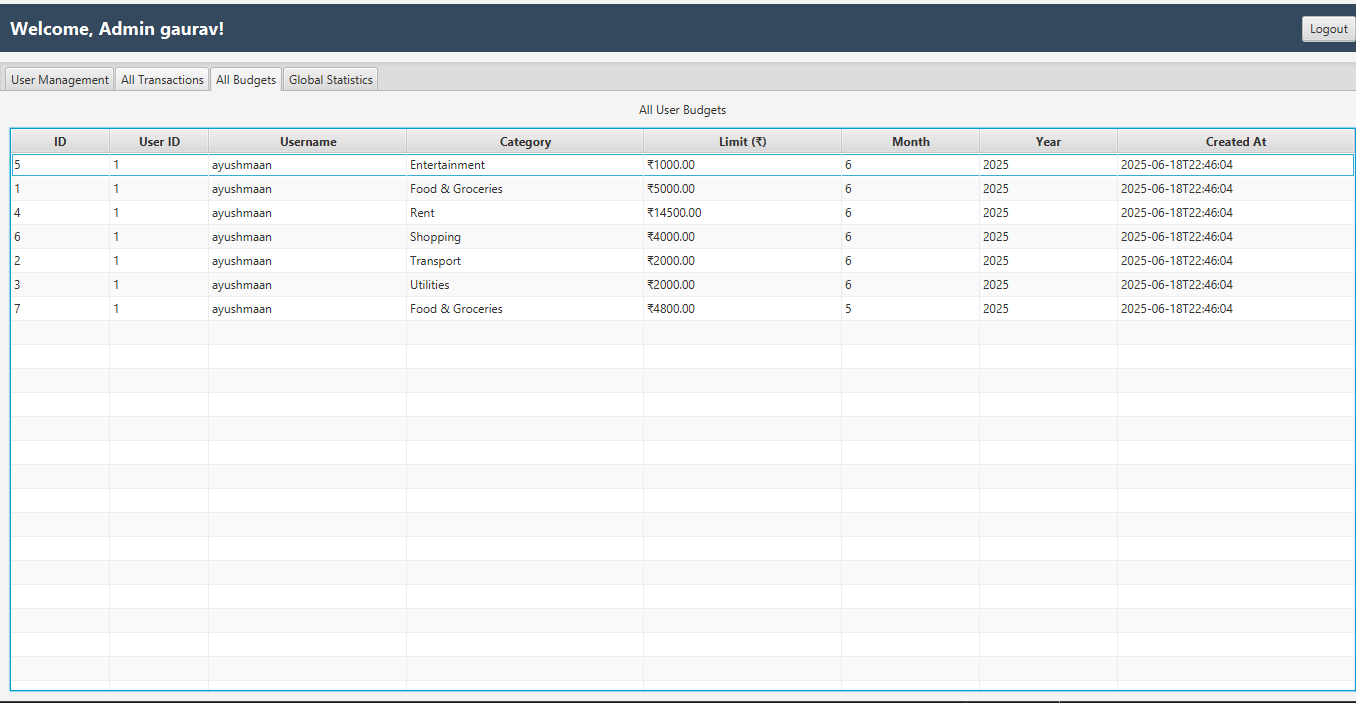 Welcome, Admin gaurav! Logout
User Management All Transactions All Budgets Global Statistics
All User Budgets
ID User ID Username Category Limit (₹) Month Year Created At
5 1 ayushmaan Entertainment ₹1000.00 6 2025 2025-06-18T22:46:04
1 1 ayushmaan Food & Groceries ₹5000.00 6 2025 2025-06-18T22:46:04
4 1 ayushmaan Rent ₹14500.00 6 2025 2025-06-18T22:46:04
6 1 ayushmaan Shopping ₹4000.00 6 2025 2025-06-18T22:46:04
2 1 ayushmaan Transport ₹2000.00 6 2025 2025-06-18T22:46:04
3 1 ayushmaan Utilities ₹2000.00 6 2025 2025-06-18T22:46:04
7 1 ayushmaan Food & Groceries ₹4800.00 5 2025 2025-06-18T22:46:04